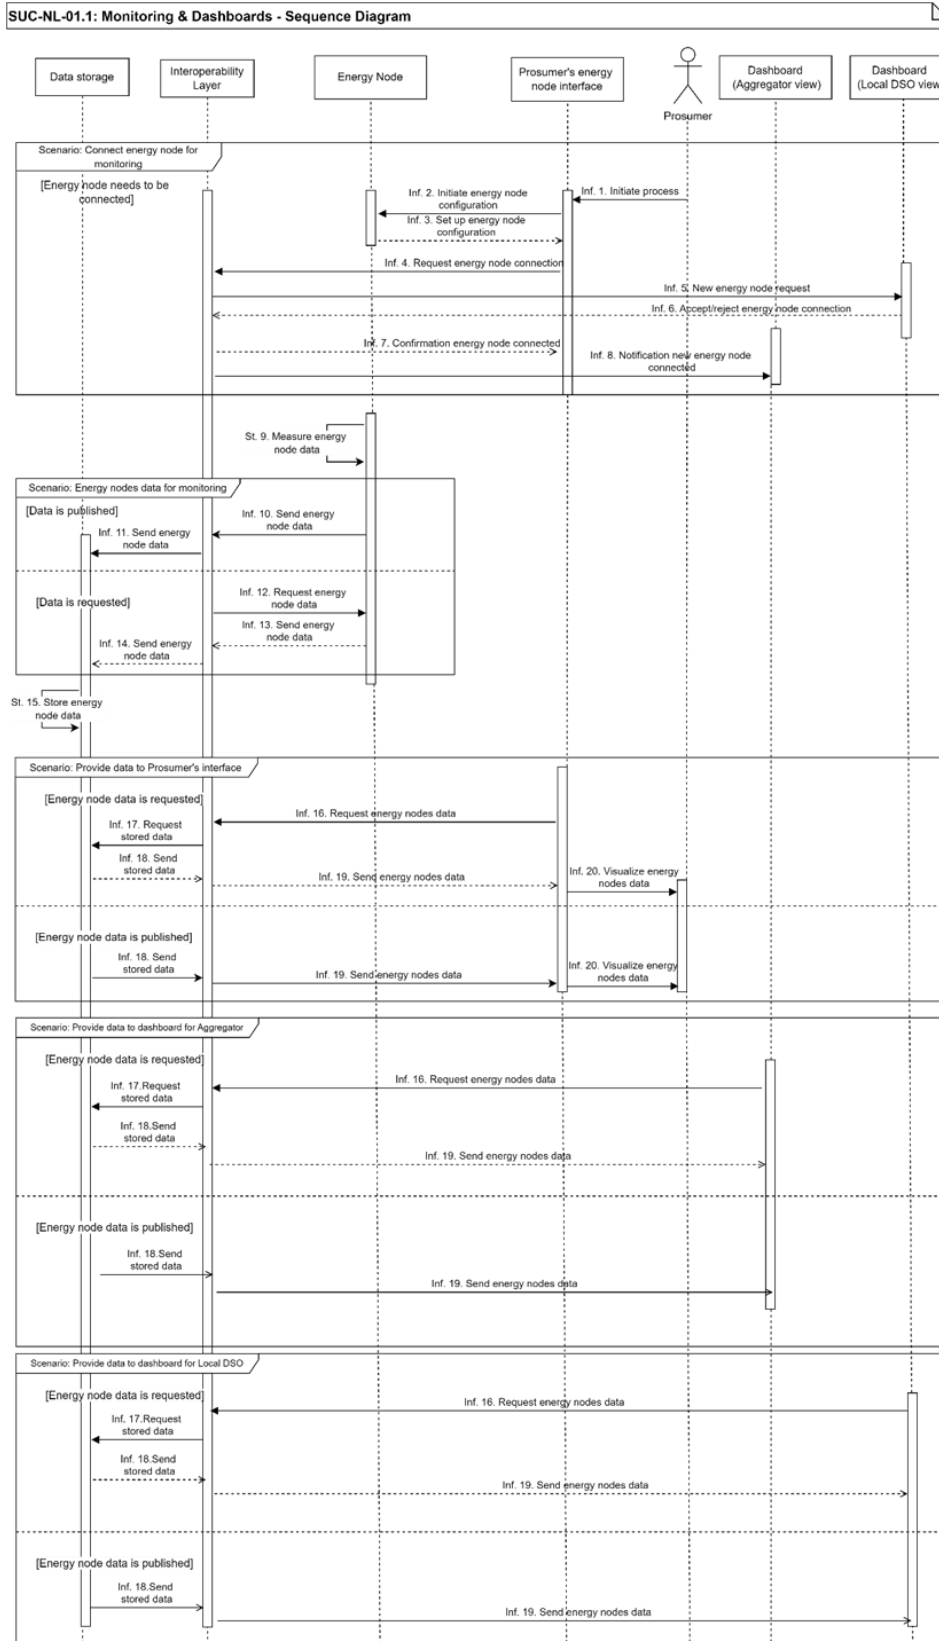 SUC-NL-01.1: Monitoring & Dashboards - Sequence Diagram
Data storage
Interoperability
Layer
Energy Node
Prosumer's energy
node interface
Prosumer
Dashboard
(Aggregator view)
Dashboard
(Local DSO view
Scenario: Connect energy node for
monitoring
[Energy node needs to be
connected]
Inf. 1. Initiate process
Inf. 2. Initiate energy node
configuration
Inf. 3. Set up energy node
configuration
Inf. 4. Request energy node connection
Inf. 5. New energy node request
Inf. 6. Accept/reject energy node connection
Inf. 7. Confirmation energy node connected
Inf. 8. Notification new energy node
connected
St. 9. Measure energy
node data
Scenario: Energy nodes data for monitoring
[Data is published]
Inf. 10. Send energy
node data
Inf. 11. Send energy
node data
[Data is requested]
Inf. 12. Request energy
node data
Inf. 13. Send energy
node data
Inf. 14. Send energy
node data
St. 15. Store energy
node data
Scenario: Provide data to Prosumer's interface
[Energy node data is requested]
Inf. 16. Request energy nodes data
Inf. 17. Request
stored data
Inf. 18. Send
stored data
Inf. 19. Send energy nodes data
Inf. 20. Visualize energy
nodes data
[Energy node data is published]
Inf. 18. Send
stored data
Inf. 19. Send energy nodes data
Inf. 20. Visualize energy
nodes data
Scenario: Provide data to dashboard for Aggregator
[Energy node data is requested]
Inf. 16. Request energy nodes data
Inf. 17.Request
stored data
Inf. 18.Send
stored data
Inf. 19. Send energy nodes data
[Energy node data is published]
Inf. 18.Send
stored data
Inf. 19. Send energy nodes data
Scenario: Provide data to dashboard for Local DSO
[Energy node data is requested]
Inf. 16. Request energy nodes data
Inf. 17.Request
stored data
Inf. 18.Send
stored data
Inf. 19. Send energy nodes data
[Energy node data is published]
Inf. 18.Send
stored data
Inf. 19. Send energy nodes data